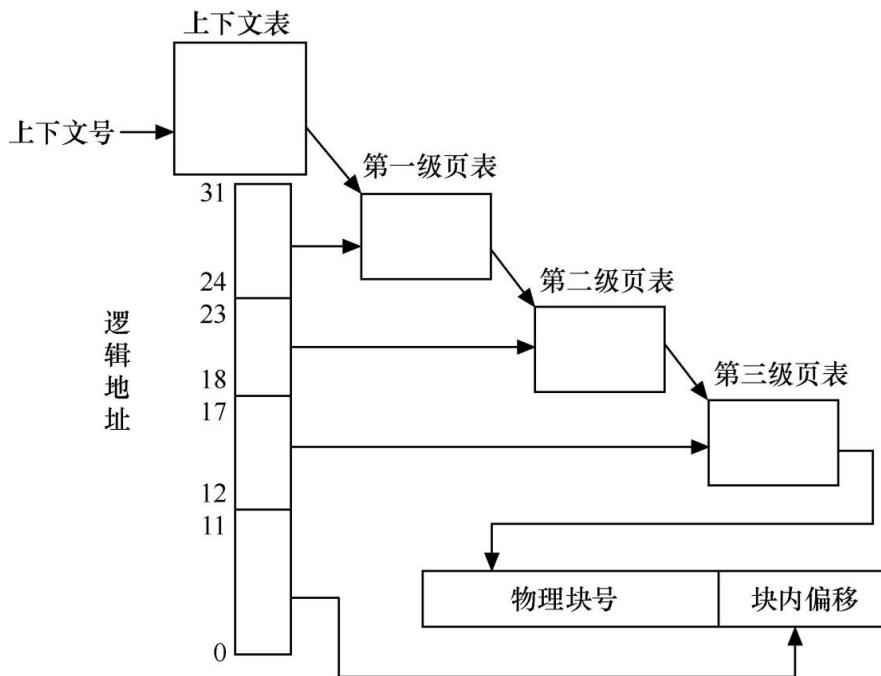 上下文表
上下文号
第一级页表
31
24
第二级页表
23
逻辑地址
18
第三级页表
17
12
11
物理块号
块内偏移
0